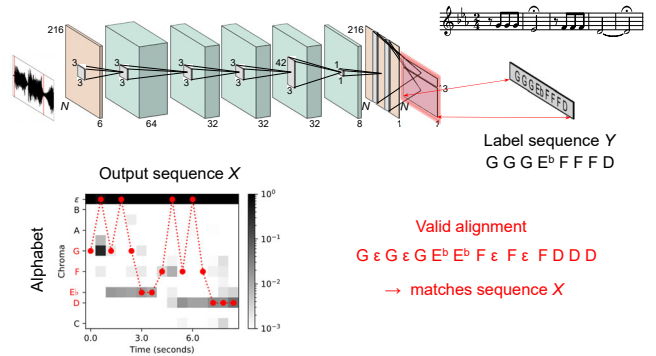 216
216
3
3
3
3
3
3
3
3
42
3
1
1
N
N
N
3
6
64
32
32
32
8
1
7
G G G Eb F F F D
Label sequence Y
G G G Eᵇ F F F D
Output sequence X
Alphabet
Chroma
ε
B
A
G
F
E♭
D
C
0.0
3.0
6.0
Time (seconds)
10⁰
10⁻¹
10⁻²
10⁻³
Valid alignment
G ε G ε G Eᵇ Eᵇ F ε F ε F D D D
→ matches sequence X